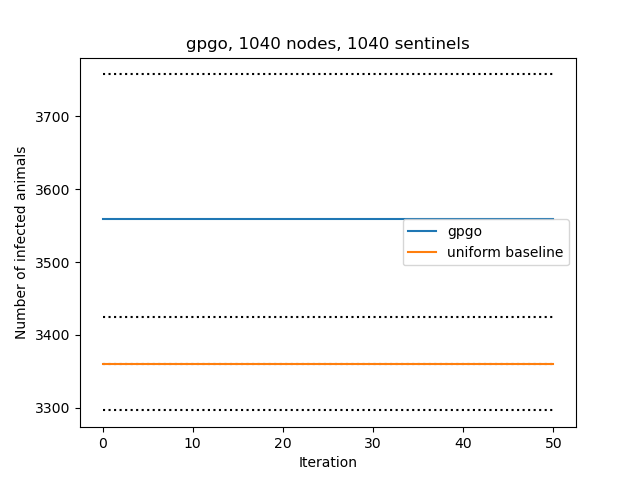 gpgo, 1040 nodes, 1040 sentinels
Number of infected animals
3700
3600
3500
3400
3300
gpgo
uniform baseline
0
10
20
30
40
50
Iteration